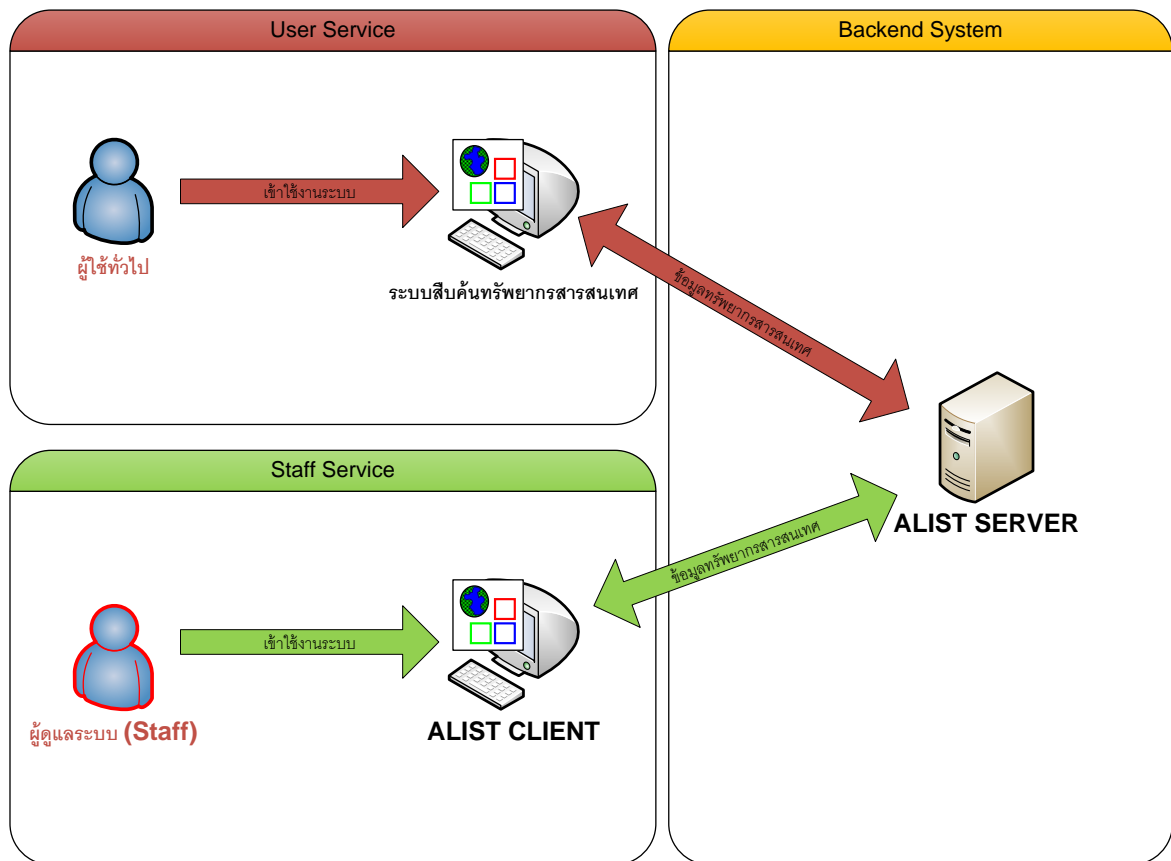 User Service
Backend System
เข้าใช้งานระบบ
ผู้ใช้ทั่วไป
ระบบสืบค้นทรัพยากรสารสนเทศ
ข้อมูลทรัพยากรสารสนเทศ
ALIST SERVER
Staff Service
ข้อมูลทรัพยากรสารสนเทศ
เข้าใช้งานระบบ
ผู้ดูแลระบบ (Staff)
ALIST CLIENT